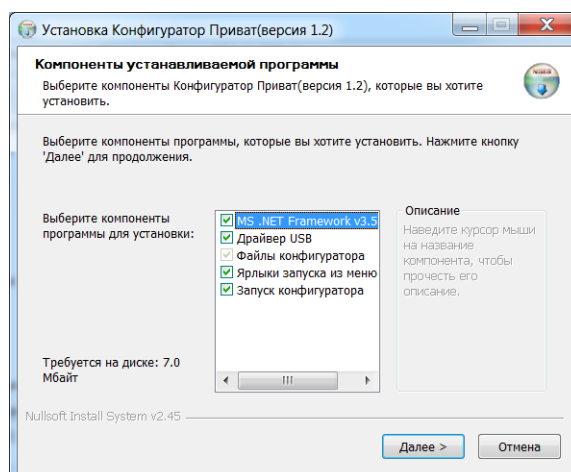 Установка Конфигуратор Приват(версия 1.2)
Компоненты устанавливаемой программы
Выберите компоненты Конфигуратор Приват(версия 1.2), которые вы хотите
установить.
Выберите компоненты программы, которые вы хотите установить. Нажмите кнопку
'Далее' для продолжения.
Выберите компоненты
программы для установки:
MS .NET Framework v3.5
Драйвер USB
Файлы конфигуратора
Ярлыки запуска из меню
Запуск конфигуратора
Описание
Наведите курсор мыши
на название
компонента, чтобы
прочесть его
описание.
Требуется на диске: 7.0
Мбайт
Nullsoft Install System v2.45
Далее >
Отмена